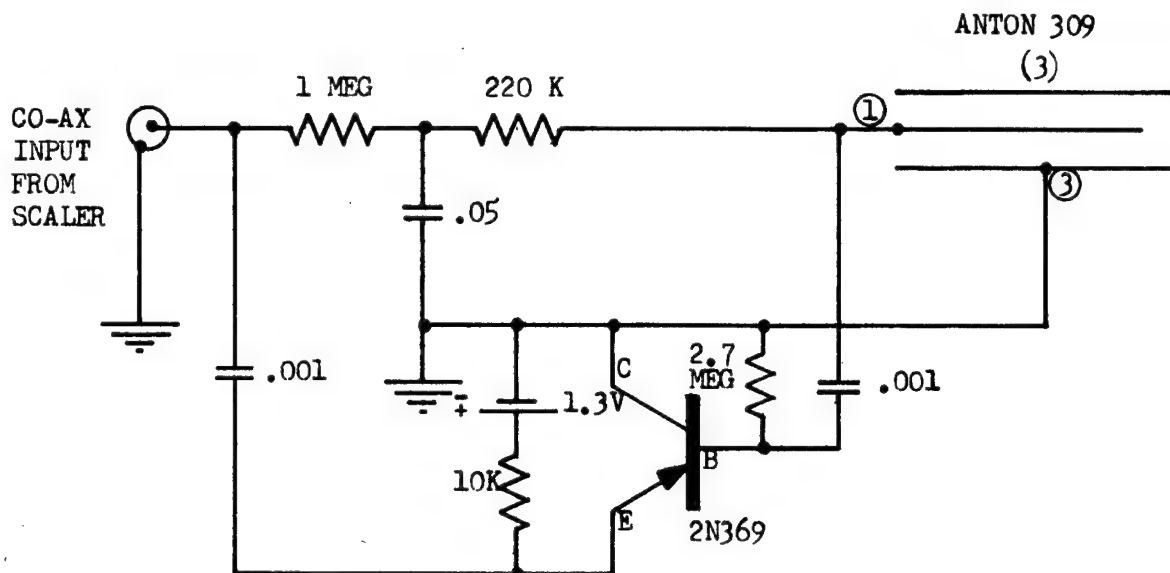 ANTON 309
(3)
1 MEG
220 K
CO-AX
INPUT
FROM
SCALER
1
3
.05
.001
C
2.7
MEG
.001
-
+
1.3V
B
10K
E
2N369